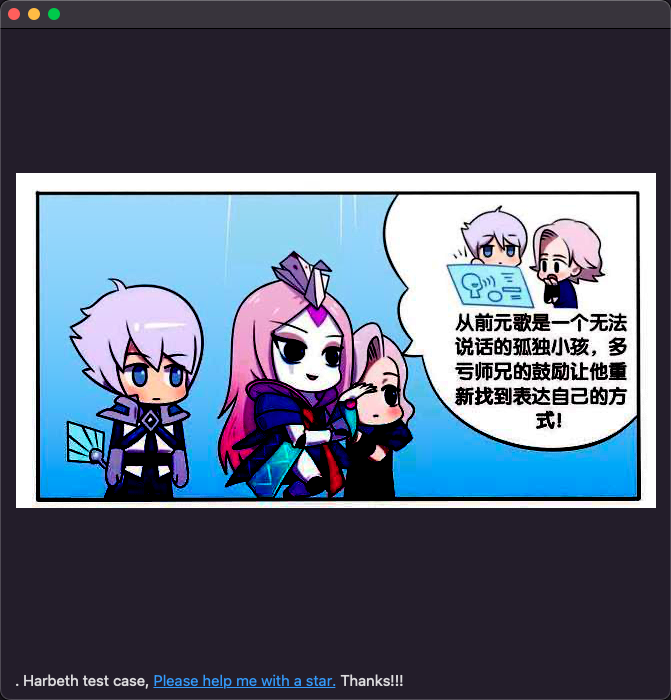 从前元歌是一个无法
说话的孤独小孩，多
亏师兄的鼓励让他重
新找到表达自己的方
式!
. Harbeth test case, Please help me with a star. Thanks!!!